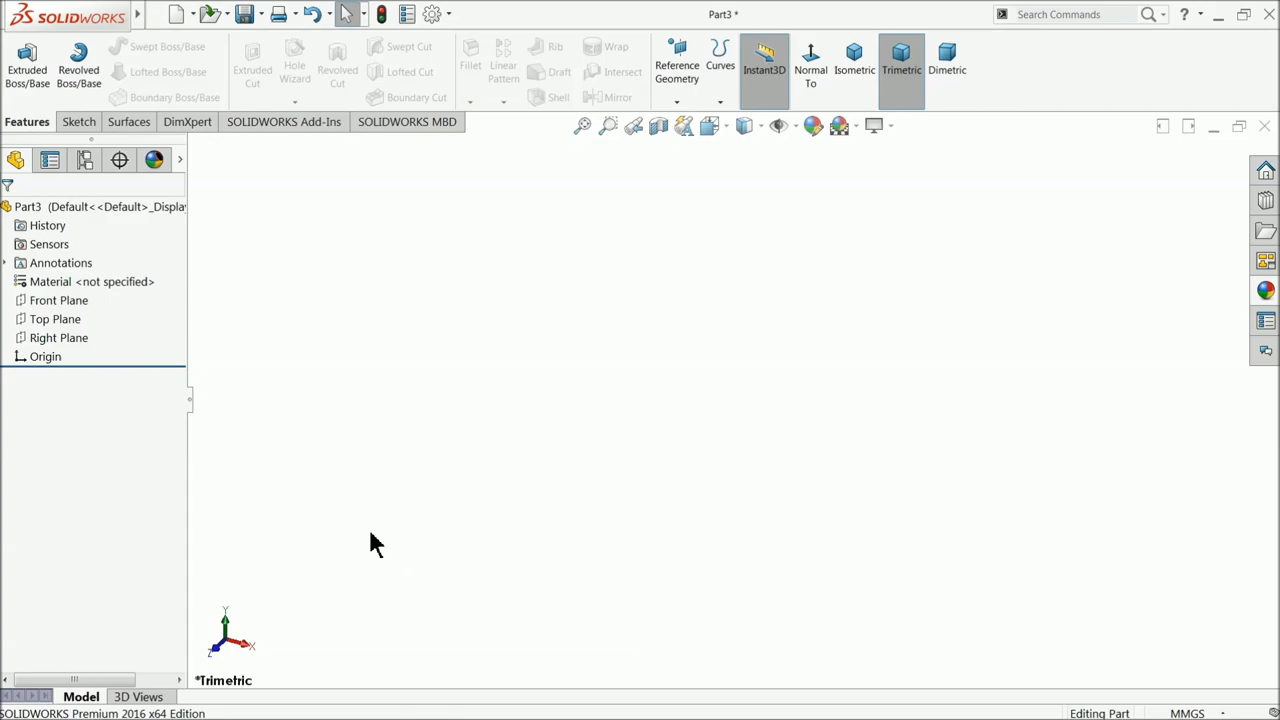 SOLIDWORKS
Part3 *
Search Commands
?
Extruded Boss/Base
Revolved Boss/Base
Swept Boss/Base
Lofted Boss/Base
Boundary Boss/Base
Extruded Cut
Hole Wizard
Revolved Cut
Swept Cut
Lofted Cut
Boundary Cut
Fillet
Linear Pattern
Rib
Draft
Shell
Wrap
Intersect
Mirror
Reference Geometry
Curves
Instant3D
Normal To
Isometric
Trimetric
Dimetric
Features
Sketch
Surfaces
DimXpert
SOLIDWORKS Add-Ins
SOLIDWORKS MBD
Part3 (Default<<Default>_Displa
History
Sensors
Annotations
Material <not specified>
Front Plane
Top Plane
Right Plane
Origin
Y
X
Z
*Trimetric
Model
3D Views
SOLIDWORKS Premium 2016 x64 Edition
Editing Part
MMGS